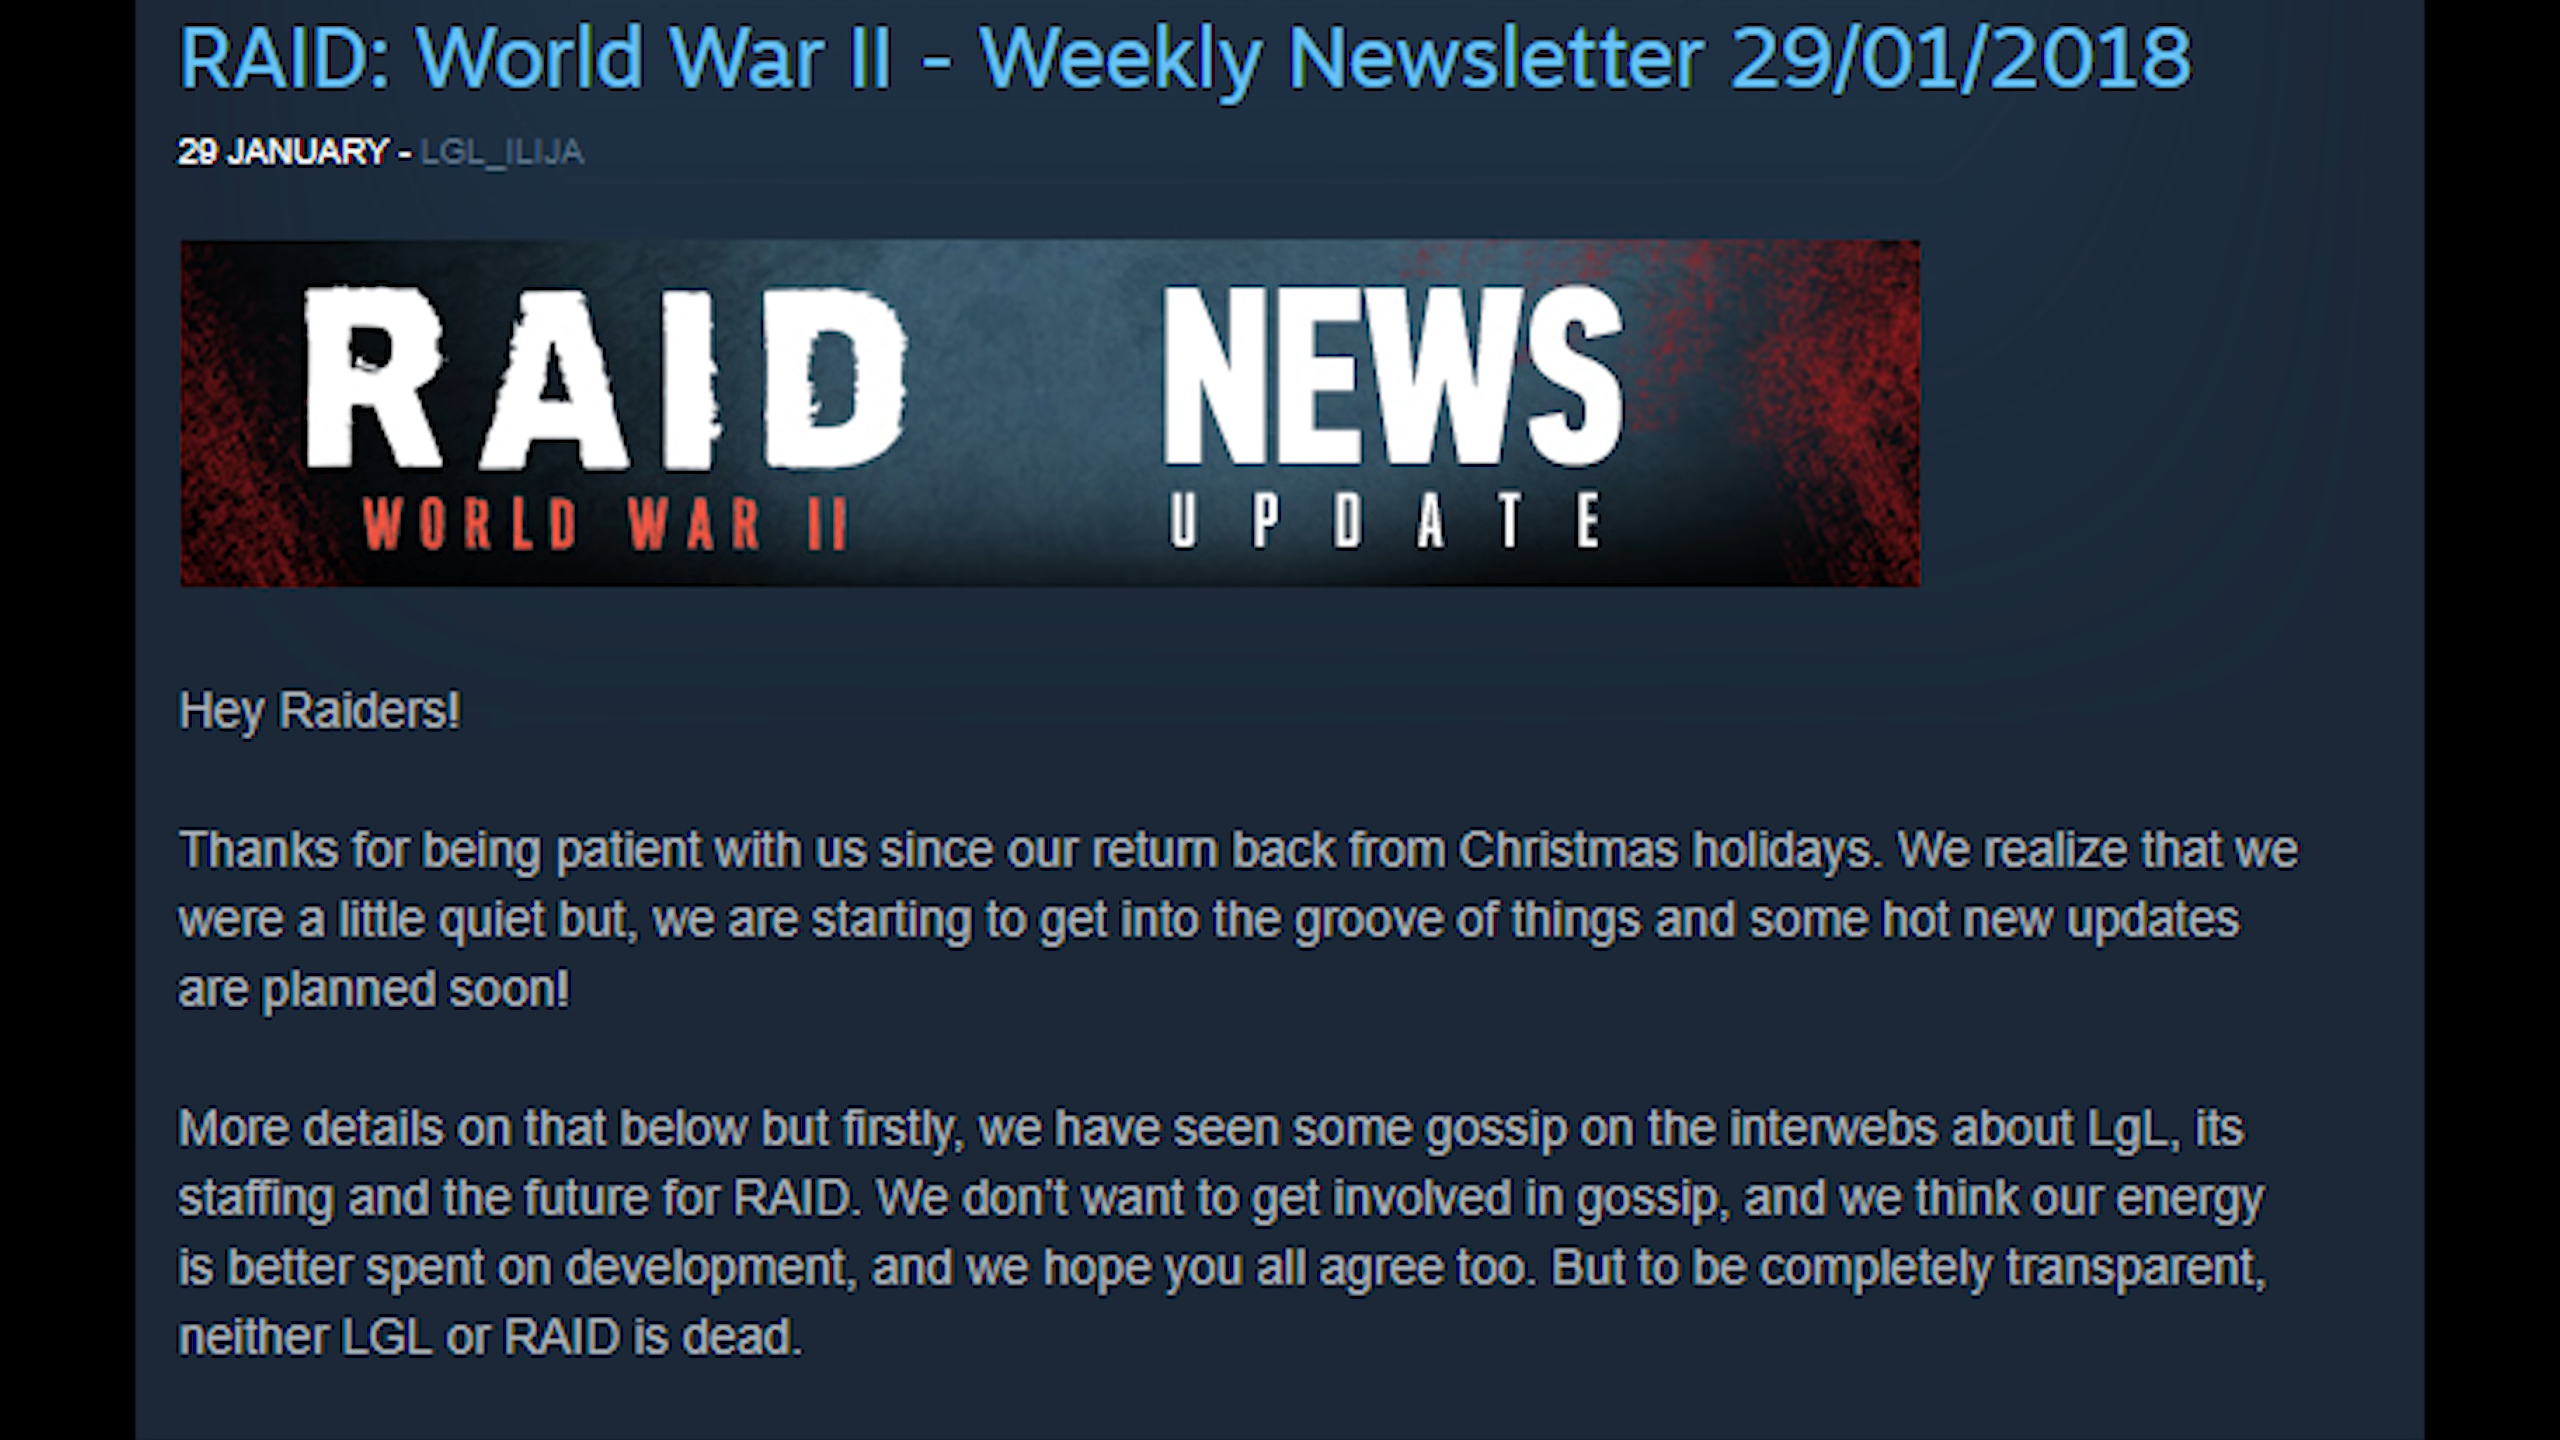 RAID: World War II - Weekly Newsletter 29/01/2018
29 JANUARY - LGL_ILIJA
RAID NEWS
WORLD WAR II UPDATE
Hey Raiders!
Thanks for being patient with us since our return back from Christmas holidays. We realize that we
were a little quiet but, we are starting to get into the groove of things and some hot new updates
are planned soon!
More details on that below but firstly, we have seen some gossip on the interwebs about LgL, its
staffing and the future for RAID. We don't want to get involved in gossip, and we think our energy
is better spent on development, and we hope you all agree too. But to be completely transparent,
neither LGL or RAID is dead.